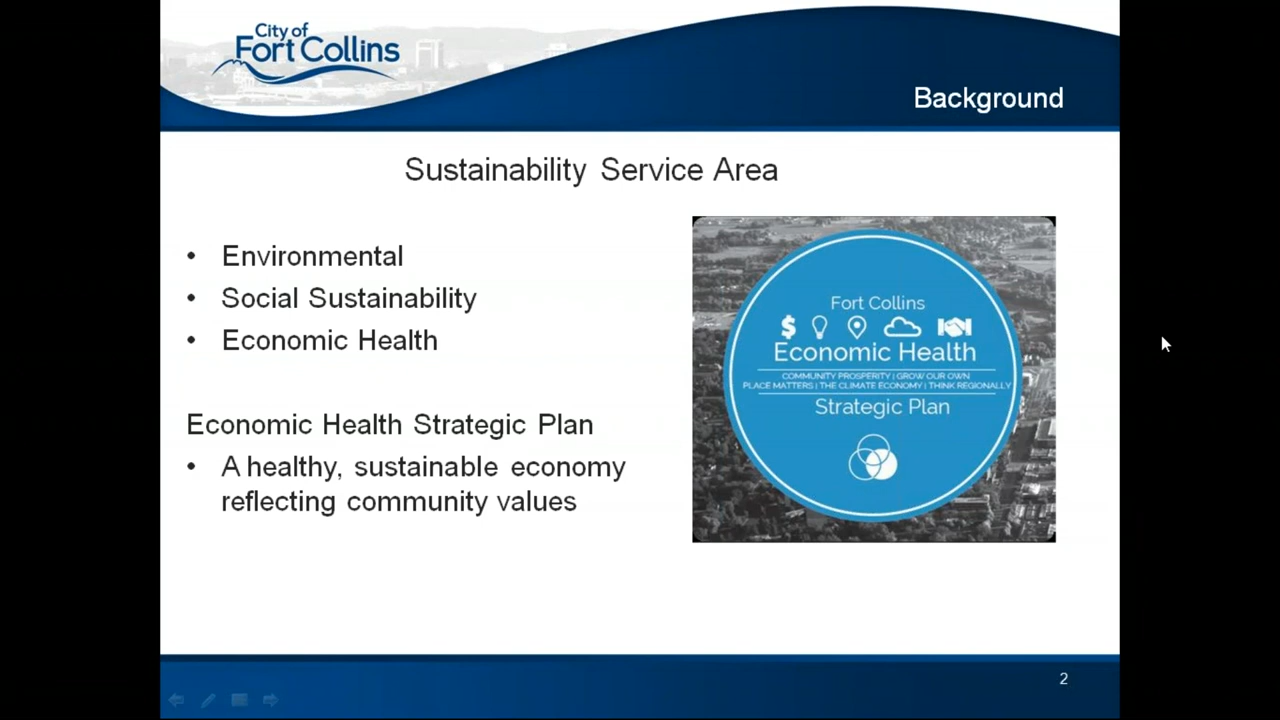 City of
Fort Collins
Background
Sustainability Service Area
• Environmental
• Social Sustainability
• Economic Health
Economic Health Strategic Plan
• A healthy, sustainable economy
reflecting community values
Fort Collins
Economic Health
COMMUNITY PROSPERITY | GROW OUR OWN
PLACE MATTERS | THE CLIMATE ECONOMY | THINK REGIONALLY
Strategic Plan
2